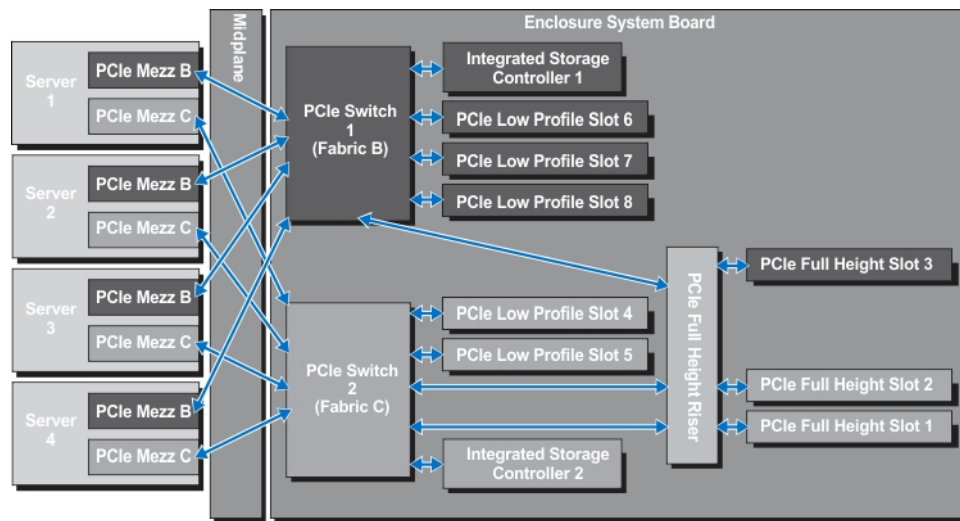 Enclosure System Board
Midplane
Server
1
PCIe Mezz B
PCIe Mezz C
Server
2
PCIe Mezz B
PCIe Mezz C
Server
3
PCIe Mezz B
PCIe Mezz C
Server
4
PCIe Mezz B
PCIe Mezz C
PCIe Switch
1
(Fabric B)
Integrated Storage
Controller 1
PCIe Low Profile Slot 6
PCIe Low Profile Slot 7
PCIe Low Profile Slot 8
PCIe Switch
2
(Fabric C)
PCIe Low Profile Slot 4
PCIe Low Profile Slot 5
Integrated Storage
Controller 2
PCIe Full Height Riser
PCIe Full Height Slot 3
PCIe Full Height Slot 2
PCIe Full Height Slot 1